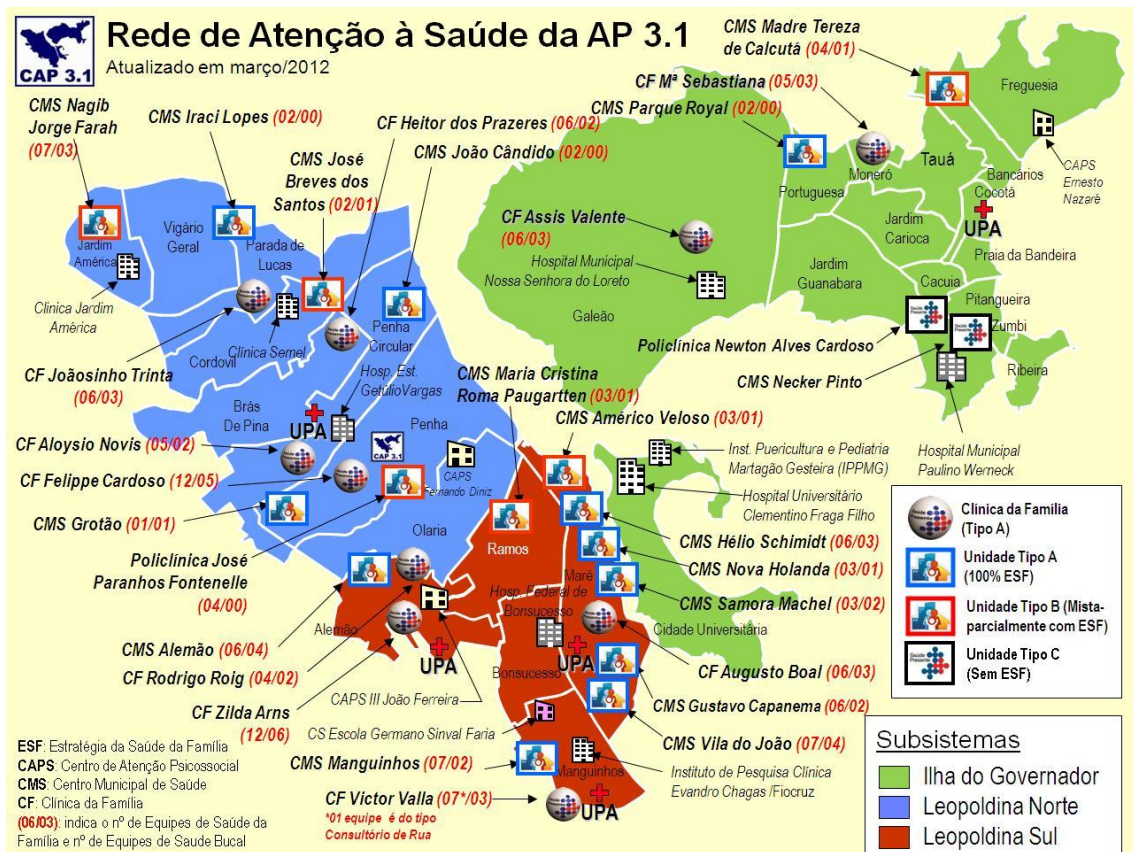 CAP 3.1
Rede de Atenção à Saúde da AP 3.1
Atualizado em março/2012
CMS Nagib
Jorge Farah
(07/03)
CMS Iraci Lopes (02/00)
CMS José
Breves dos
Santos (02/01)
CF Heitor dos Prazeres (06/02)
CMS João Cândido (02/00)
CMS Madre Tereza
de Calcutá (04/01)
CF Mª Sebastiana (05/03)
CMS Parque Royal (02/00)
Freguesia
CAPS
Ernesto
Nazaré
Tauá
Moneró
Portuguesa
Bancários
Cocotá
UPA
Jardim
Carioca
Praia da Bandeira
CF Assis Valente
(06/03)
Hospital Municipal
Nossa Senhora do Loreto
Galeão
Jardim
Guanabara
Cacuia
Pitangueira
Zumbi
Ribeira
Policlínica Newton Alves Cardoso
CMS Necker Pinto
Hospital Municipal
Paulino Werneck
Jardim
América
Vigário
Geral
Parada de
Lucas
Clinica Jardim
América
Clínica Semel
Cordovil
Penha
Circular
CF Joãosinho Trinta
(06/03)
Hosp. Est.
GetúlioVargas
Brás
De Pina
UPA
Penha
CAP 3.1
CAPS
Fernando Diniz
CF Aloysio Novis (05/02)
CF Felippe Cardoso (12/05)
CMS Grotão (01/01)
Olaria
Policlínica José
Paranhos Fontenelle
(04/00)
CMS Maria Cristina
Roma Paugartten (03/01)
CMS Américo Veloso (03/01)
Inst. Puericultura e Pediatria
Martagão Gesteira (IPPMG)
Hospital Universitário
Clementino Fraga Filho
Ramos
CMS Hélio Schimidt (06/03)
CMS Nova Holanda (03/01)
Maré
Hosp. Federal de
Bonsucesso
CMS Samora Machel (03/02)
Cidade Universitária
Alemão
CMS Alemão (06/04)
CF Rodrigo Roig (04/02)
CF Zilda Arns
(12/06)
UPA
CAPS III João Ferreira
Bonsucesso
UPA
CF Augusto Boal (06/03)
CMS Gustavo Capanema (06/02)
CS Escola Germano Sinval Faria
CMS Vila do João (07/04)
CMS Manguinhos (07/02)
Manguinhos
Instituto de Pesquisa Clínica
Evandro Chagas /Fiocruz
CF Victor Valla (07*/03)
*01 equipe é do tipo
Consultório de Rua
UPA
Clinica da Familia
(Tipo A)
Unidade Tipo A
(100% ESF)
Unidade Tipo B (Mista-
parcialmente com ESF)
Saúde
Presente
Unidade Tipo C
(Sem ESF)
Subsistemas
Ilha do Governador
Leopoldina Norte
Leopoldina Sul
ESF: Estratégia da Saúde da Família
CAPS: Centro de Atenção Psicossocial
CMS: Centro Municipal de Saúde
CF: Clínica da Família
(06/03): indica o nº de Equipes de Saúde da
Família e nº de Equipes de Saude Bucal